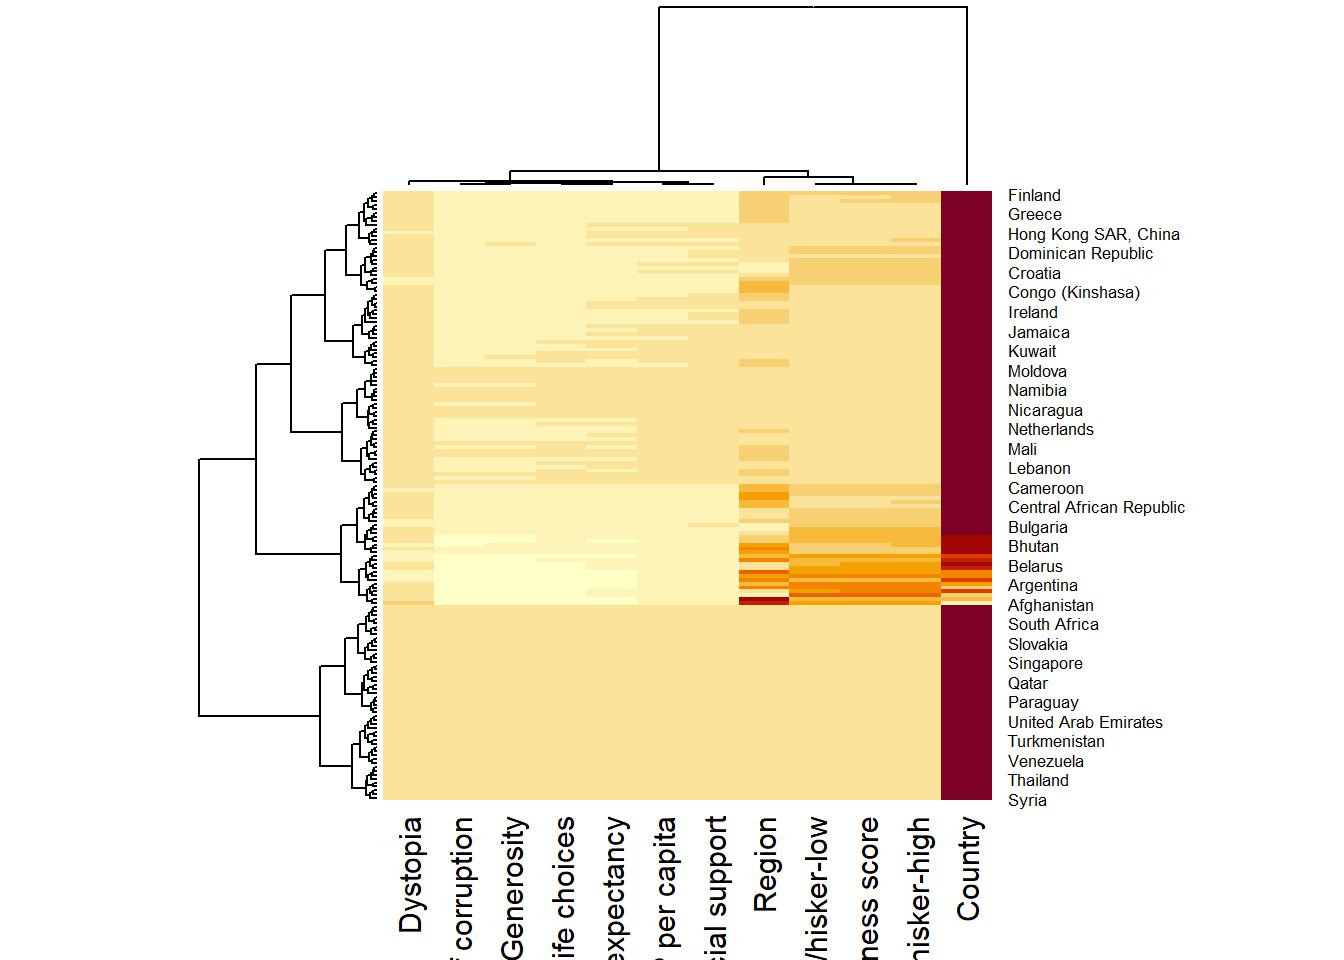 Finland
Greece
Hong Kong SAR, China
Dominican Republic
Croatia
Congo (Kinshasa)
Ireland
Jamaica
Kuwait
Moldova
Namibia
Nicaragua
Netherlands
Mali
Lebanon
Cameroon
Central African Republic
Bulgaria
Bhutan
Belarus
Argentina
Afghanistan
South Africa
Slovakia
Singapore
Qatar
Paraguay
United Arab Emirates
Turkmenistan
Venezuela
Thailand
Syria
Dystopia
corruption
Generosity
ife choices
expectancy
per capita
cial support
Region
hisker-low
ness score
hisker-high
Country